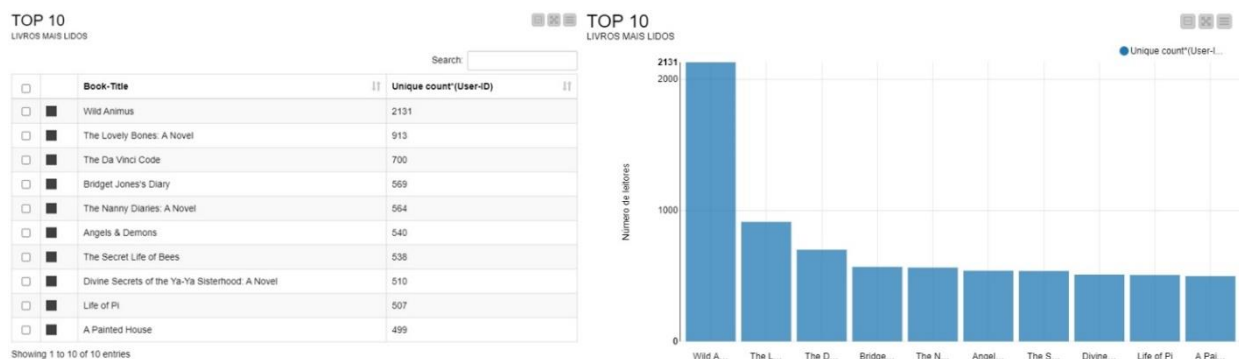 TOP 10
LIVROS MAIS LIDOS
Search:
Book-Title Unique count*(User-ID)
Wild Animus 2131
The Lovely Bones: A Novel 913
The Da Vinci Code 700
Bridget Jones's Diary 569
The Nanny Diaries: A Novel 564
Angels & Demons 540
The Secret Life of Bees 538
Divine Secrets of the Ya-Ya Sisterhood: A Novel 510
Life of Pi 507
A Painted House 499
Showing 1 to 10 of 10 entries
TOP 10
LIVROS MAIS LIDOS
Unique count*(User-I...
2131
2000
Número de leitores
1000
0
Wild A... The L... The D... Bridge... The N... Angel... The S... Divine... Life of Pi A Pai...